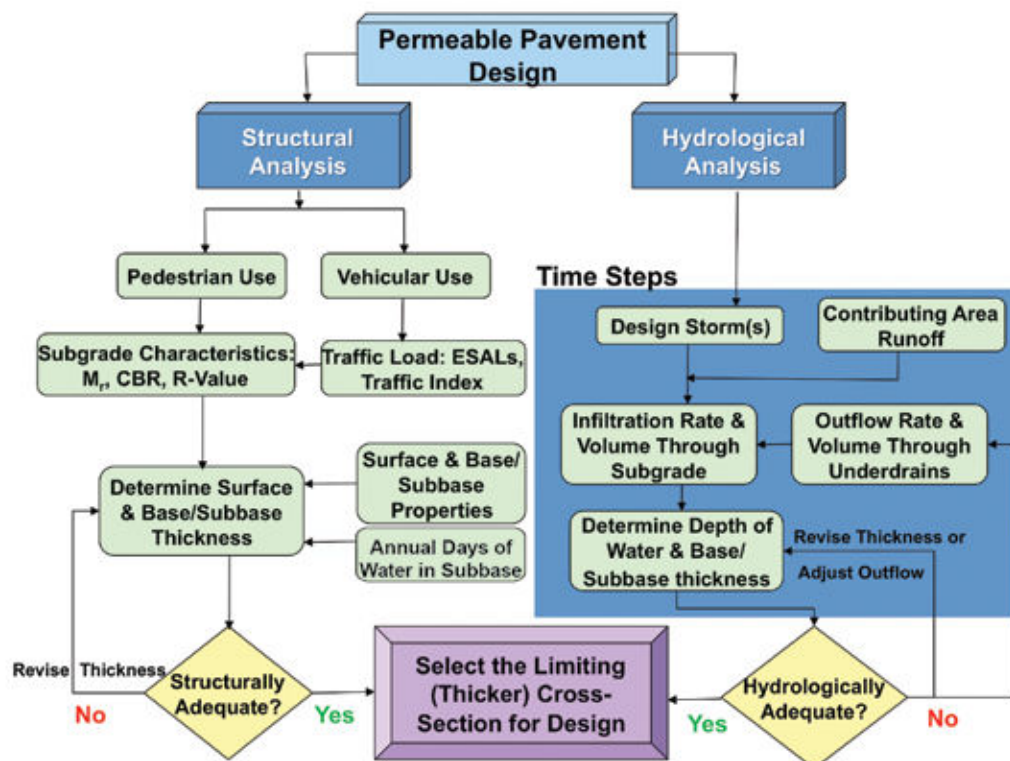 Permeable Pavement
Design
Structural
Analysis
Hydrological
Analysis
Pedestrian Use
Vehicular Use
Time Steps
Design Storm(s)
Contributing Area
Runoff
Subgrade Characteristics:
Mr, CBR, R-Value
Traffic Load: ESALs,
Traffic Index
Infiltration Rate &
Volume Through
Subgrade
Outflow Rate &
Volume Through
Underdrains
Determine Surface
& Base/Subbase
Thickness
Surface & Base/
Subbase
Properties
Annual Days of
Water in Subbase
Determine Depth of
Water & Base/
Subbase thickness
Revise Thickness or
Adjust Outflow
Revise Thickness
No
Structurally
Adequate?
Yes
Select the Limiting
(Thicker) Cross-
Section for Design
Yes
Hydrologically
Adequate?
No